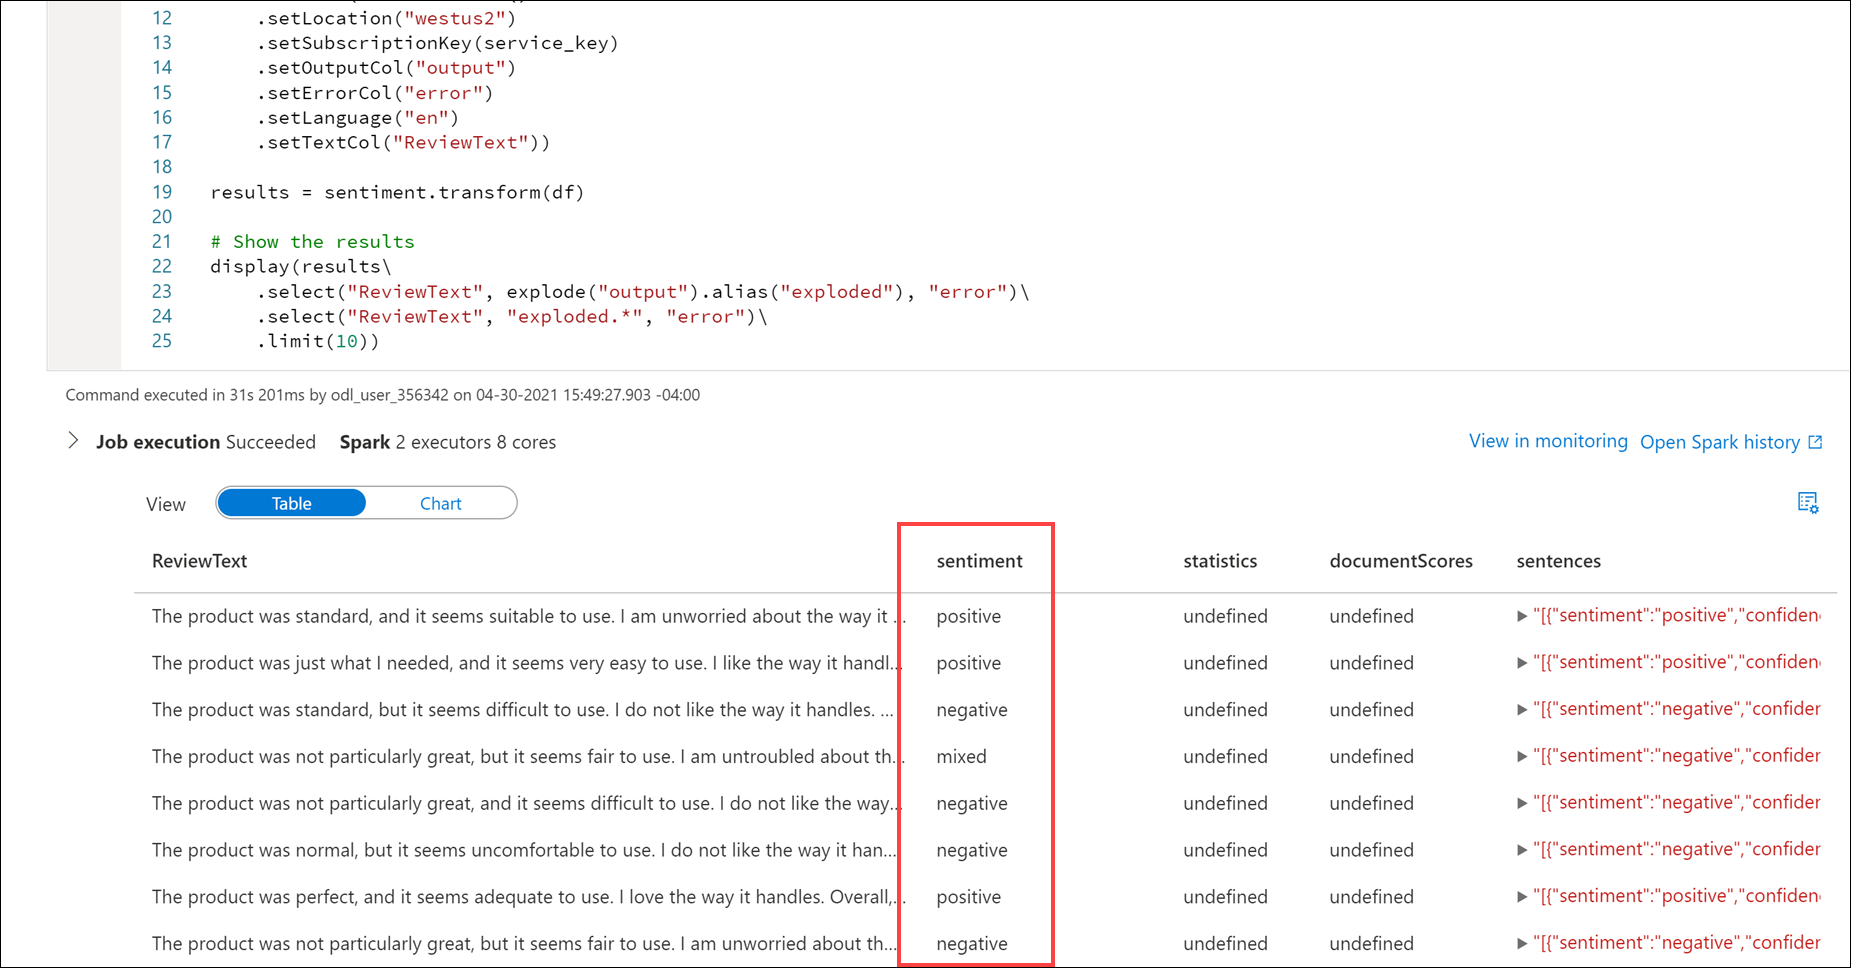 12 .setLocation("westus2")
13 .setSubscriptionKey(service_key)
14 .setOutputCol("output")
15 .setErrorCol("error")
16 .setLanguage("en")
17 .setTextCol("ReviewText"))
18
19 results = sentiment.transform(df)
20
21 # Show the results
22 display(results\
23 .select("ReviewText", explode("output").alias("exploded"), "error")\
24 .select("ReviewText", "exploded.*", "error")\
25 .limit(10))
Command executed in 31s 201ms by odl_user_356342 on 04-30-2021 15:49:27.903 -04:00
Job execution Succeeded Spark 2 executors 8 cores View in monitoring Open Spark history
View Table Chart
ReviewText sentiment statistics documentScores sentences
The product was standard, and it seems suitable to use. I am unworried about the way it ... positive undefined undefined "[{"sentiment":"positive","confiden
The product was just what I needed, and it seems very easy to use. I like the way it handl... positive undefined undefined "[{"sentiment":"positive","confiden
The product was standard, but it seems difficult to use. I do not like the way it handles. ... negative undefined undefined "[{"sentiment":"negative","confiden
The product was not particularly great, but it seems fair to use. I am untroubled about th... mixed undefined undefined "[{"sentiment":"negative","confiden
The product was not particularly great, and it seems difficult to use. I do not like the way... negative undefined undefined "[{"sentiment":"negative","confiden
The product was normal, but it seems uncomfortable to use. I do not like the way it han... negative undefined undefined "[{"sentiment":"negative","confiden
The product was perfect, and it seems adequate to use. I love the way it handles. Overall,... positive undefined undefined "[{"sentiment":"positive","confiden
The product was not particularly great, but it seems fair to use. I am unworried about th... negative undefined undefined "[{"sentiment":"negative","confiden